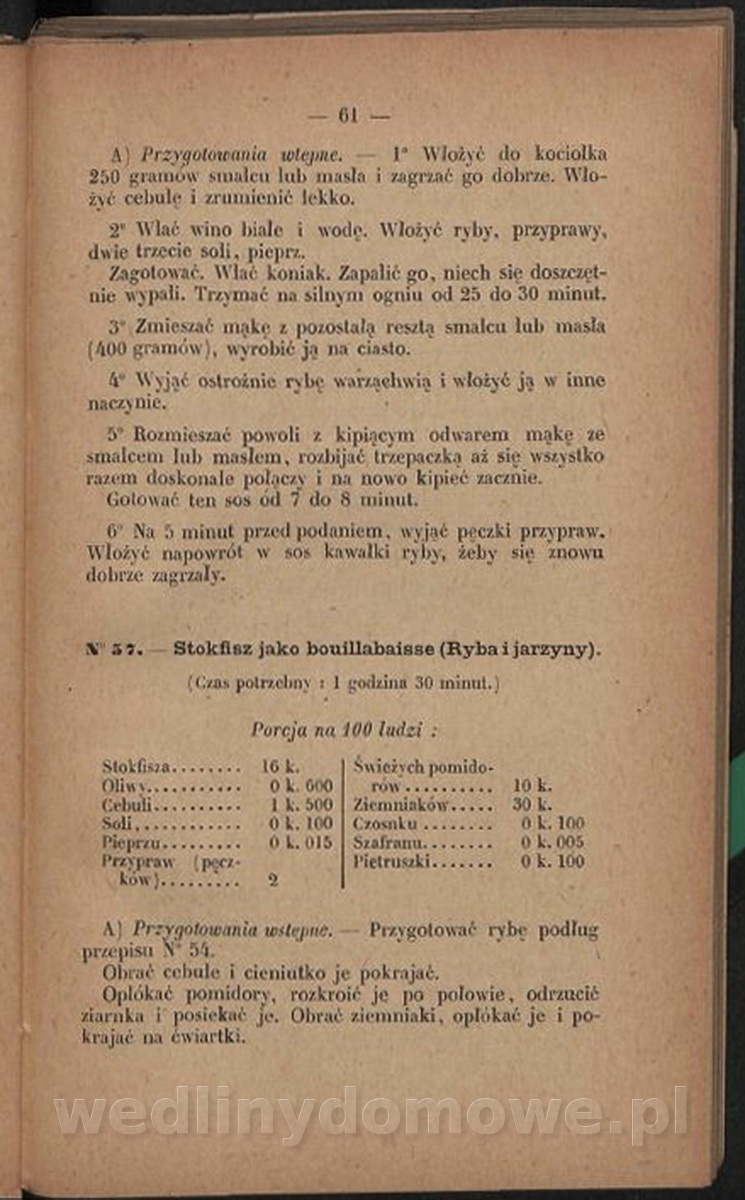 — 61 —
A) Przygotowania wtepne. — 1° Włożyć do kociołka
250 gramów smalcu lub masła i zagrzać go dobrze. Wło-
żyć cebulę i zrumienić lekko.
2° Wlać wino białe i wodę. Włożyć ryby, przyprawy,
dwie trzecie soli, pieprz.
Zagotować. Wlać koniak. Zapalić go, niech się doszczęt-
nie wypali. Trzymać na silnym ogniu od 25 do 30 minut.
3° Zmieszać mąkę z pozostałą resztą smalcu lub masła
(400 gramów), wyrobić ją na ciasto.
4° Wyjąć ostrożnie rybę warząchwią i włożyć ją w inne
naczynie.
5° Rozmieszać powoli z kipiącym odwarem mąkę ze
smalcem lub masłem, rozbijać trzepaczką aż się wszystko
razem doskonale połączy i na nowo kipieć zacznie.
Gotować ten sos od 7 do 8 minut.
6° Na 5 minut przed podaniem, wyjąć pęczki przypraw.
Włożyć napowrót w sos kawałki ryby, żeby się znowu
dobrze zagrzały.
N° 57. — Stokfisz jako bouillabaisse (Ryba i jarzyny).
(Czas potrzebny : 1 godzina 30 minut.)
Porcja na 100 ludzi :
Stokfisza........ 16 k.
Oliwy........... 0 k. 600
Cebuli.......... 1 k. 500
Soli............ 0 k. 100
Pieprzu......... 0 k. 015
Przypraw (pęcz-
ków)......... 2
Świeżych pomido-
rów.......... 10 k.
Ziemniaków..... 30 k.
Czosnku........ 0 k. 100
Szafranu........ 0 k. 005
Pietruszki....... 0 k. 100
A) Przygotowania wstępne. — Przygotować rybę podług
przepisu N° 54.
Obrać cebule i cieniutko je pokrajać.
Opłókać pomidory, rozkroić je po połowie, odrzucić
ziarnka i posiekać je. Obrać ziemniaki, opłókać je i po-
krajać na ćwiartki.
wedlinydomowe.pl